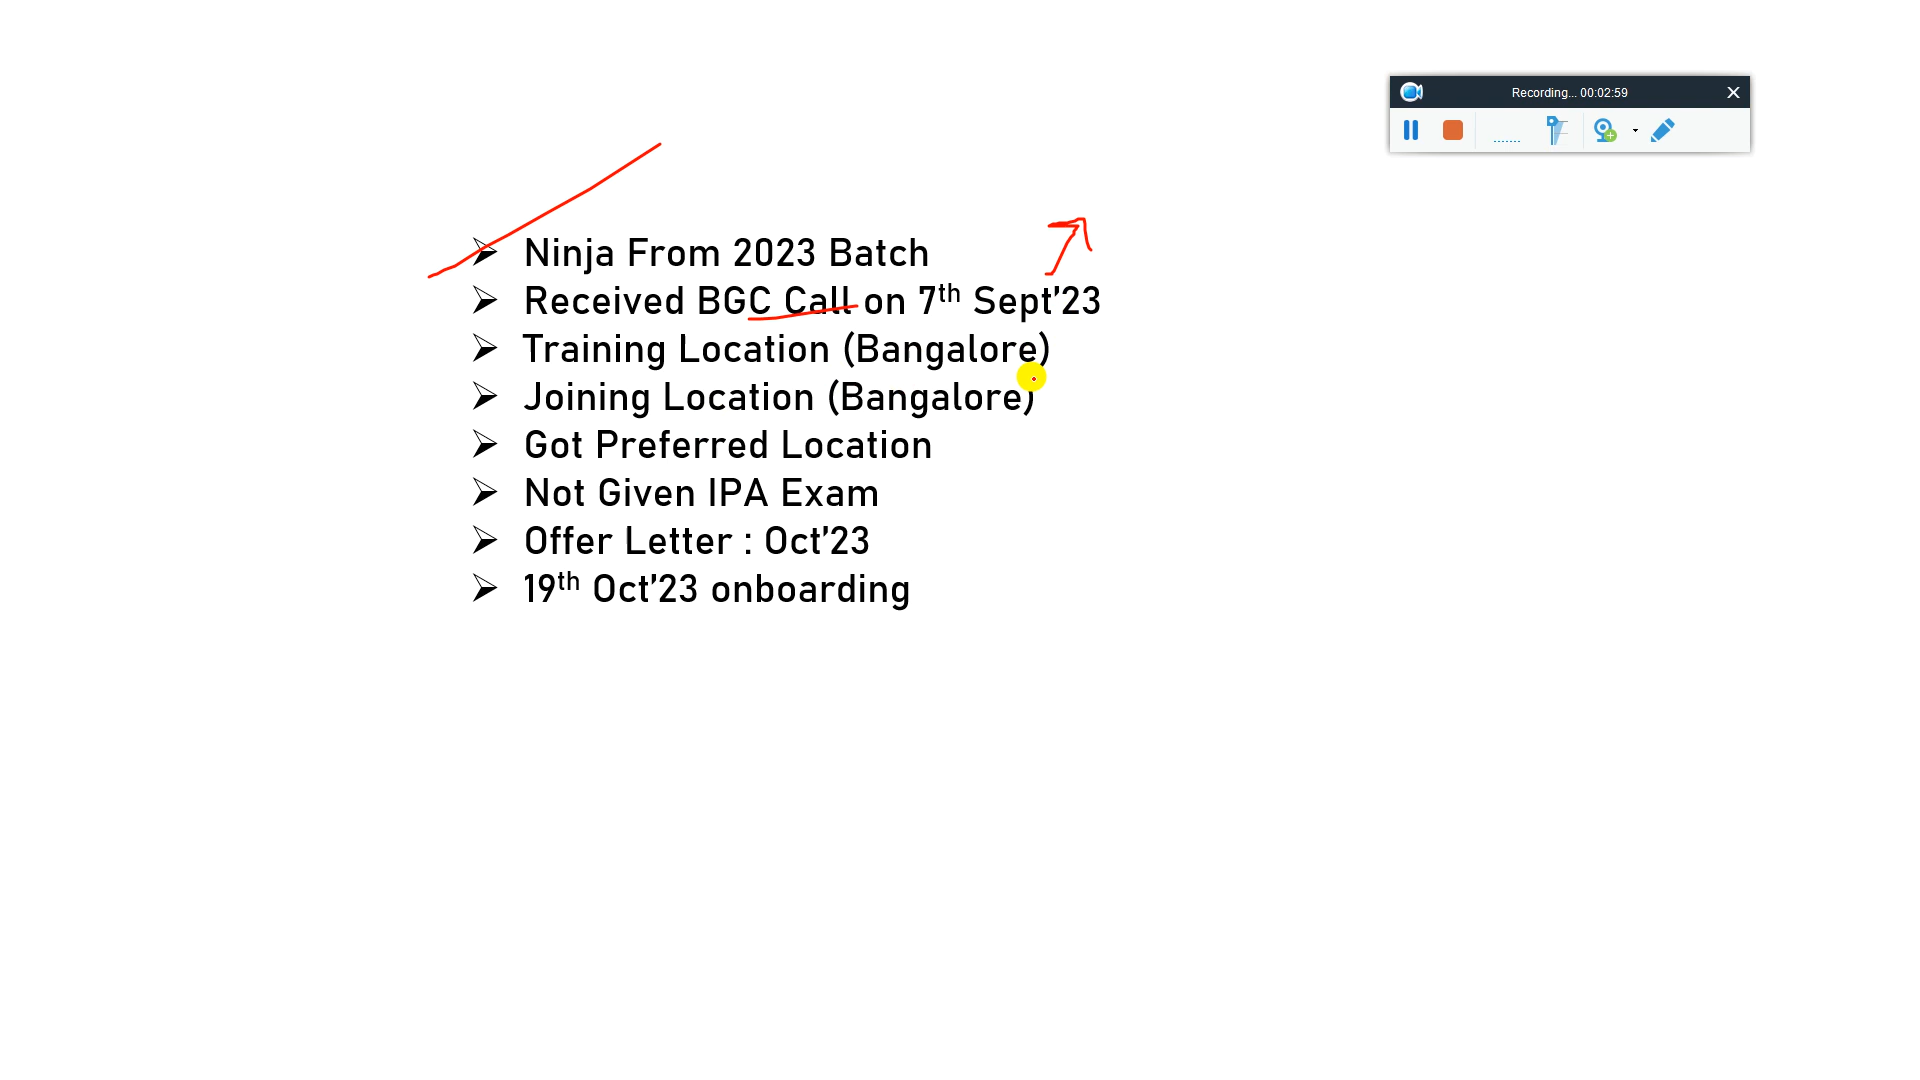 Recording... 00:02:59
Ninja From 2023 Batch
Received BGC Call on 7th Sept'23
Training Location (Bangalore)
Joining Location (Bangalore)
Got Preferred Location
Not Given IPA Exam
Offer Letter : Oct'23
19th Oct'23 onboarding